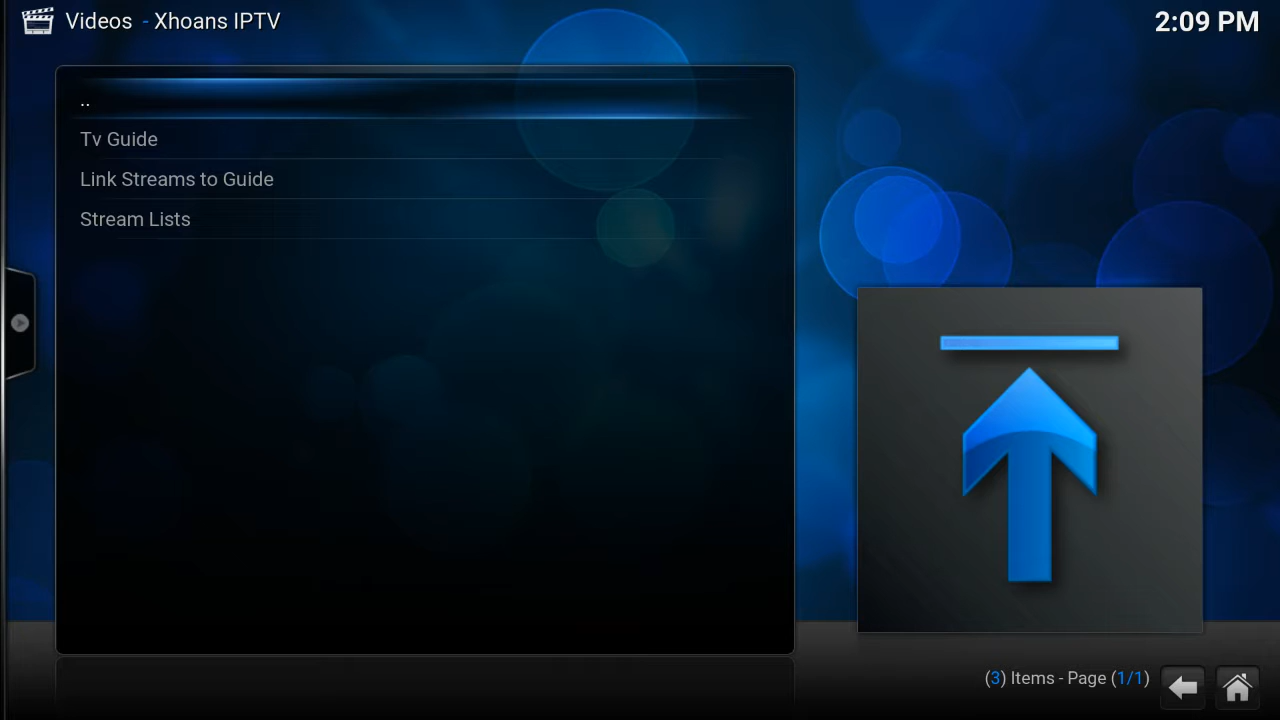 Videos - Xhoans IPTV
2:09 PM
..
Tv Guide
Link Streams to Guide
Stream Lists
(3) Items - Page (1/1)